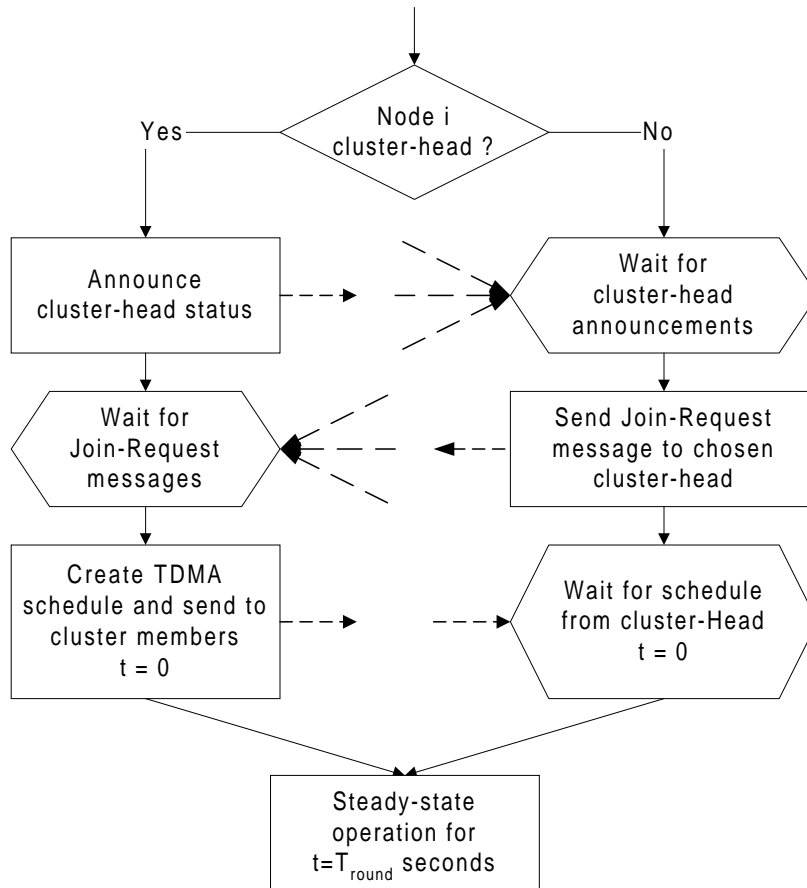 Node i
cluster-head ?
Yes
No
Announce
cluster-head status
Wait for
cluster-head
announcements
Wait for
Join-Request
messages
Send Join-Request
message to chosen
cluster-head
Create TDMA
schedule and send to
cluster members
t = 0
Wait for schedule
from cluster-Head
t = 0
Steady-state
operation for
t=T_round seconds